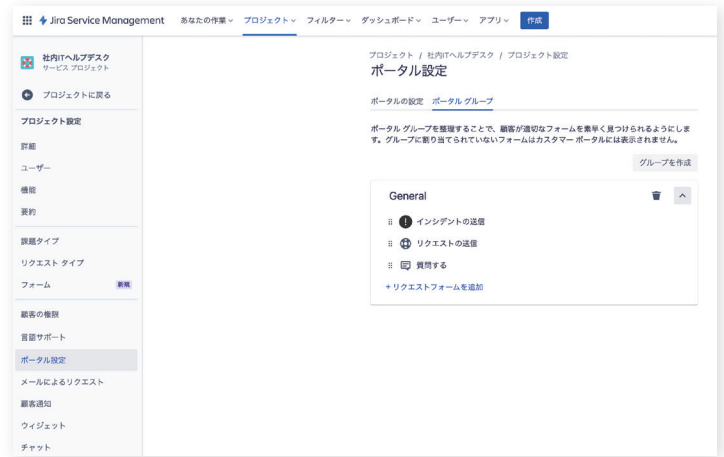 Jira Service Management あなたの作業 プロジェクト フィルター ダッシュボード ユーザー アプリ 作成
社内ITヘルプデスク
サービス プロジェクト
プロジェクトに戻る
プロジェクト設定
詳細
ユーザー
機能
要約
課題タイプ
リクエスト タイプ
フォーム 新規
顧客の権限
言語サポート
ポータル設定
メールによるリクエスト
顧客通知
ウィジェット
チャット
プロジェクト / 社内ITヘルプデスク / プロジェクト設定
ポータル設定
ポータルの設定 ポータル グループ
ポータル グループを整理することで、顧客が適切なフォームを素早く見つけられるようにしま
す。グループに割り当てられていないフォームはカスタマー ポータルには表示されません。
グループを作成
General
インシデントの送信
リクエストの送信
質問する
+ リクエストフォームを追加